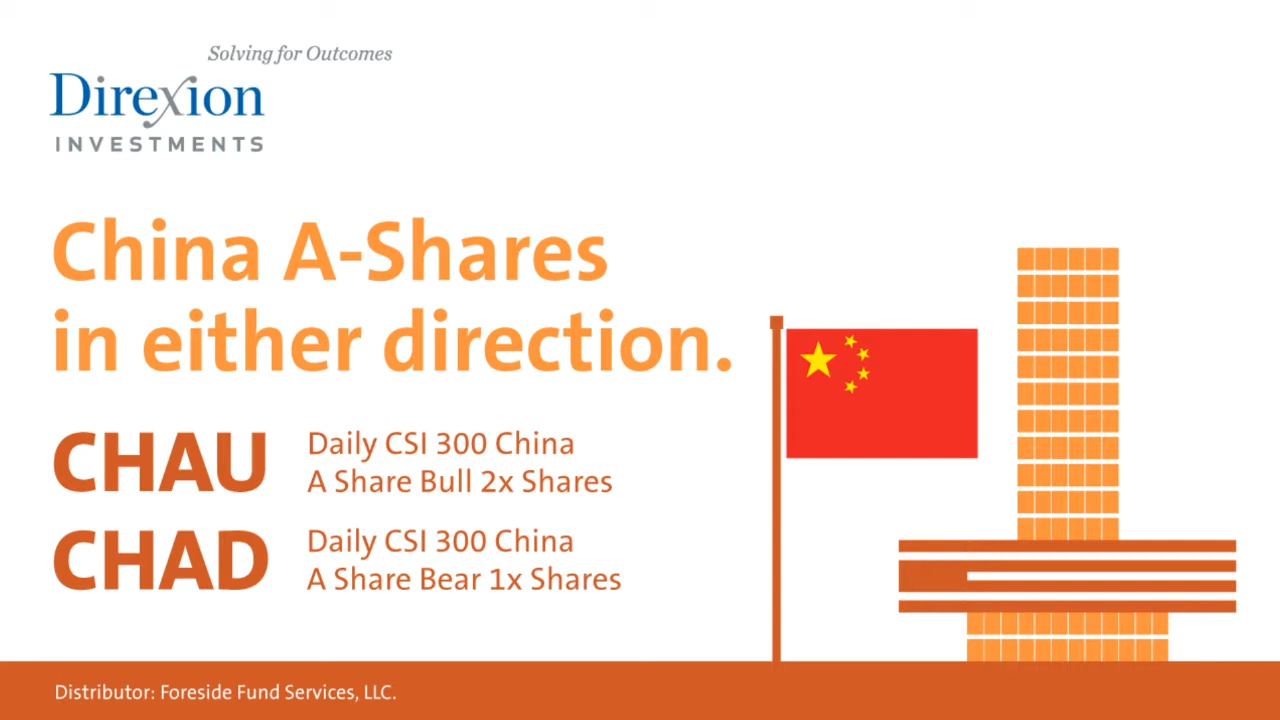 Solving for Outcomes
Direxion
INVESTMENTS
China A-Shares
in either direction.
CHAU
Daily CSI 300 China
A Share Bull 2x Shares
CHAD
Daily CSI 300 China
A Share Bear 1x Shares
Distributor: Foreside Fund Services, LLC.